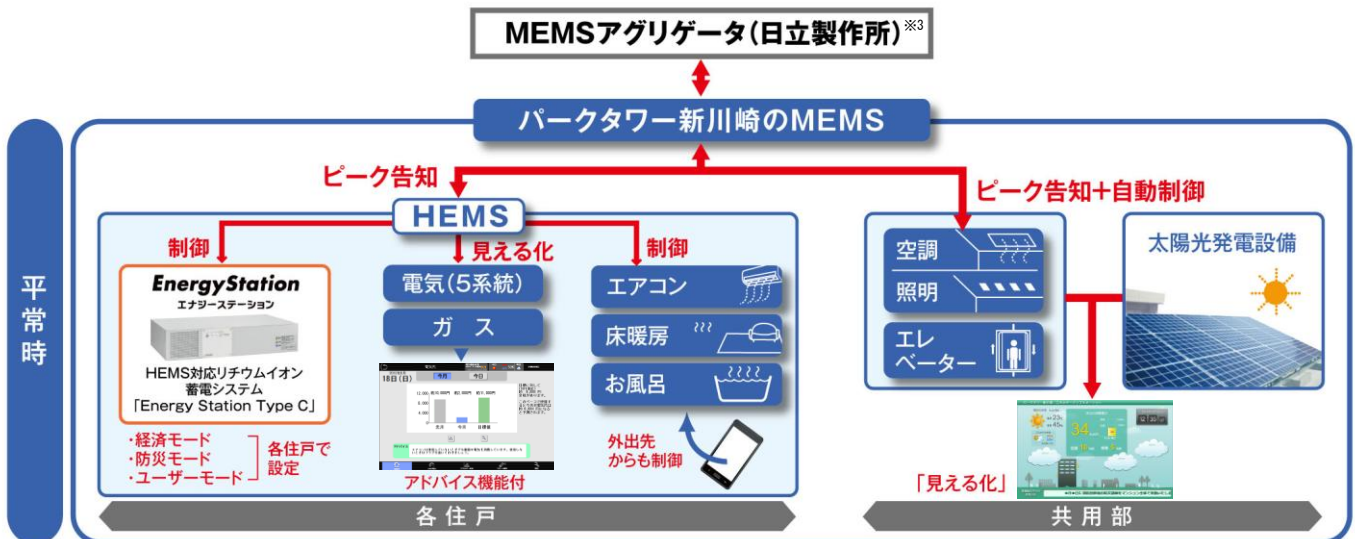 MEMSアグリゲータ(日立製作所)※3
パークタワー新川崎のMEMS
平常時
ピーク告知
ピーク告知+自動制御
HEMS
制御
見える化
制御
EnergyStation
エナジーステーション
HEMS対応リチウムイオン
蓄電システム
「Energy Station Type C」
・経済モード
・防災モード
・ユーザーモード
各住戸で
設定
電気(5系統)
ガス
18日(日)
今月
今日
アドバイス機能付
エアコン
床暖房
お風呂
外出先
からも制御
空調
照明
エレ
ベーター
太陽光発電設備
34
「見える化」
各住戸
共用部